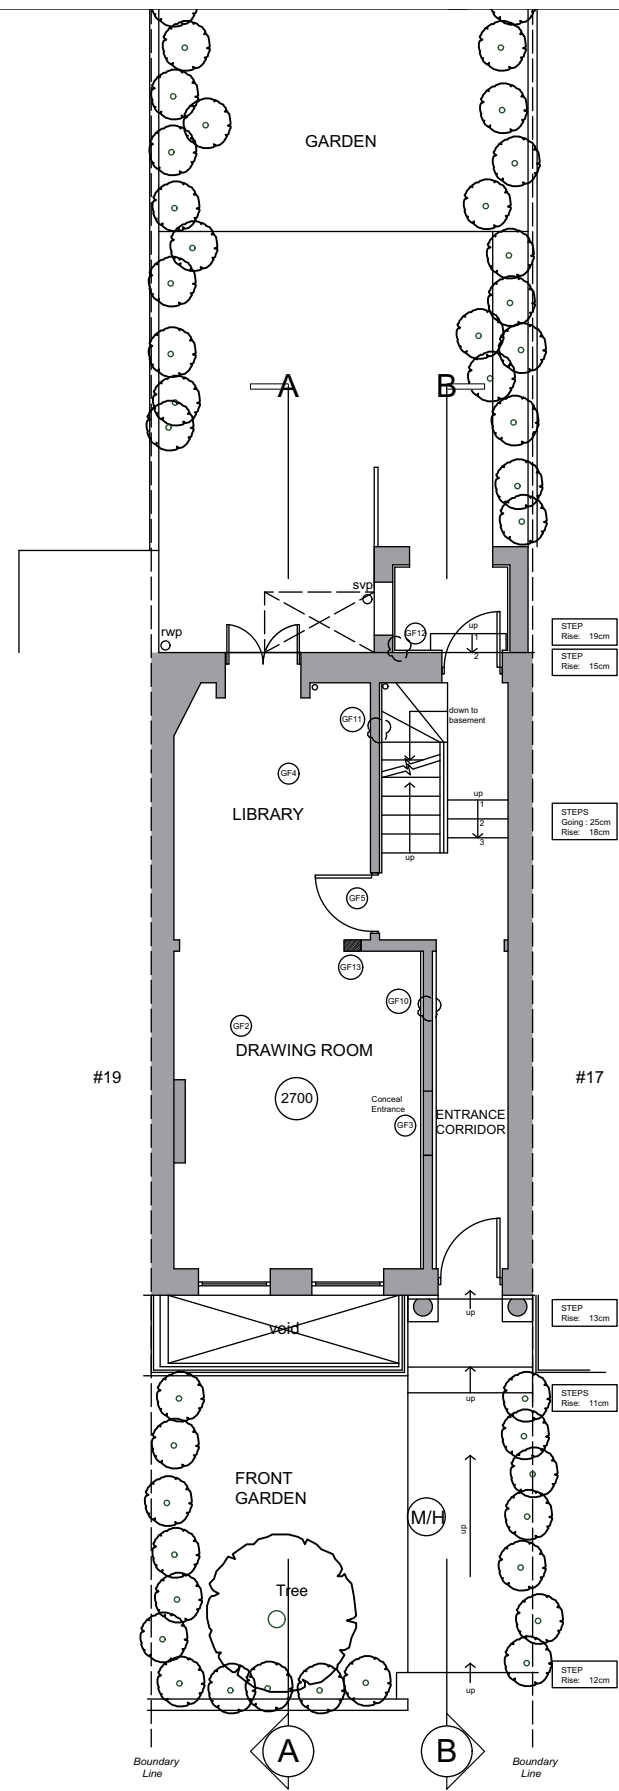 GARDEN
A
B
svp
rwp
GF12
up
1
2
STEP
Rise: 19cm
STEP
Rise: 15cm
GF11
down to
basement
GF4
LIBRARY
up
1
2
3
up
STEPS
Going : 25cm
Rise: 18cm
GF5
GF13
GF10
GF2
DRAWING ROOM
#19
#17
2700
Conceal
Entrance
GF3
ENTRANCE
CORRIDOR
void
up
STEP
Rise: 13cm
up
STEPS
Rise: 11cm
FRONT
GARDEN
M/H
up
Tree
up
STEP
Rise: 12cm
A
B
Boundary
Line
Boundary
Line